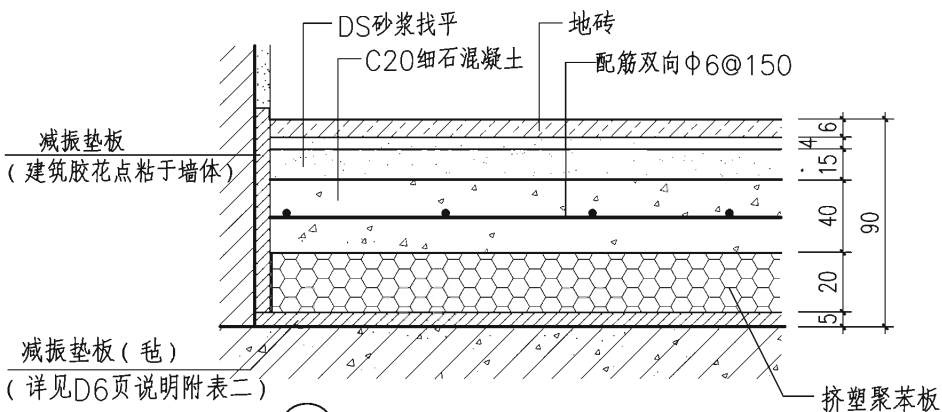 DS砂浆找平
地砖
C20细石混凝土
配筋双向Φ6@150
减振垫板
(建筑胶花点粘于墙体)
6
4
15
40
90
20
5
减振垫板(毡)
(详见D6页说明附表二)
挤塑聚苯板